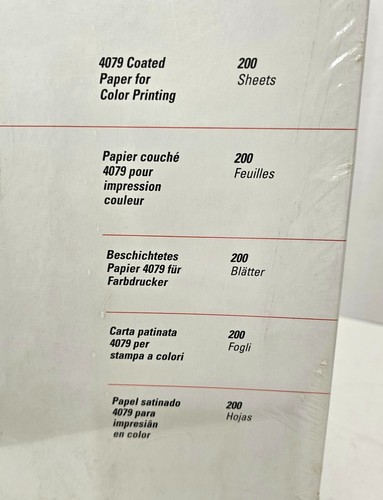 4079 Coated 200
Paper for Sheets
Color Printing
Papier couché 200
4079 pour Feuilles
impression
couleur
Beschichtetes 200
Papier 4079 für Blätter
Farbdrucker
Carta patinata 200
4079 per Fogli
stampa a colori
Papel satinado 200
4079 para Hojas
impresiân
en color